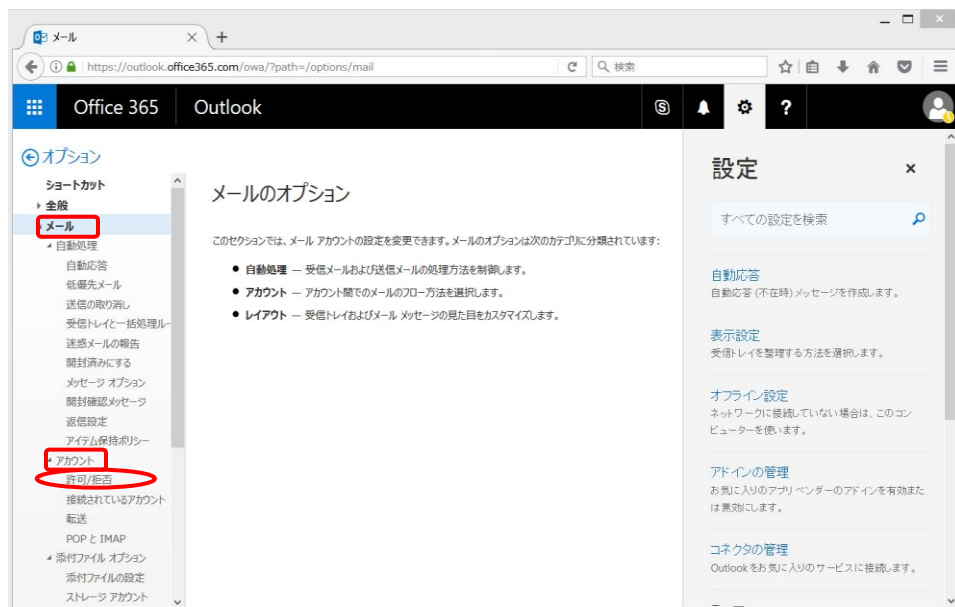 メール
https://outlook.office365.com/owa/?path=/options/mail
検索
Office 365
Outlook
?
オプション
ショートカット
全般
メール
自動処理
自動応答
低優先メール
送信の取り消し
受信トレイと一括処理ルー
迷惑メールの報告
開封済みにする
メッセージ オプション
開封確認メッセージ
返信設定
アイテム保持ポリシー
アカウント
許可/拒否
接続されているアカウント
転送
POP と IMAP
添付ファイル オプション
添付ファイルの設定
ストレージ アカウント
メールのオプション
このセクションでは、メール アカウントの設定を変更できます。メールのオプションは次のカテゴリに分類されています:
● 自動処理 — 受信メールおよび送信メールの処理方法を制御します。
● アカウント — アカウント間でのメールのフロー方法を選択します。
● レイアウト — 受信トレイおよびメール メッセージの見た目をカスタマイズします。
設定
すべての設定を検索
自動応答
自動応答 (不在時) メッセージを作成します。
表示設定
受信トレイを整理する方法を選択します。
オフライン設定
ネットワークに接続していない場合は、このコン
ピューターを使います。
アドインの管理
お気に入りのアプリ ベンダーのアドインを有効また
は無効にします。
コネクタの管理
Outlook をお気に入りのサービスに接続します。